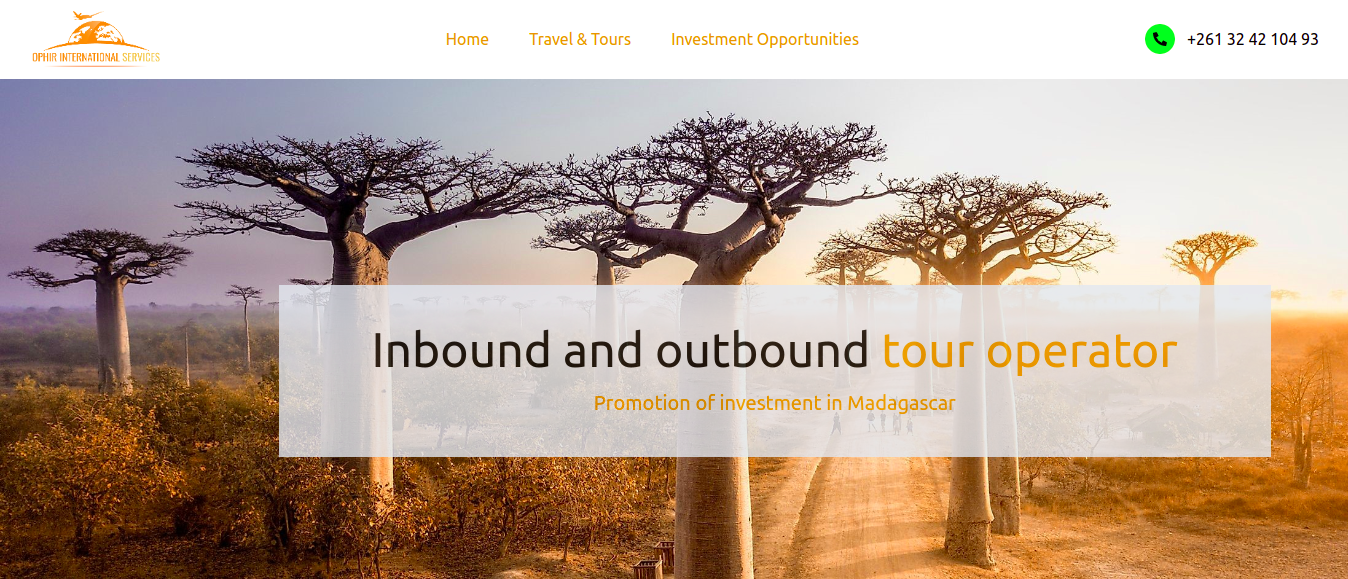 OPHIR INTERNATIONAL SERVICES
Home
Travel & Tours
Investment Opportunities
+261 32 42 104 93
Inbound and outbound tour operator
Promotion of investment in Madagascar